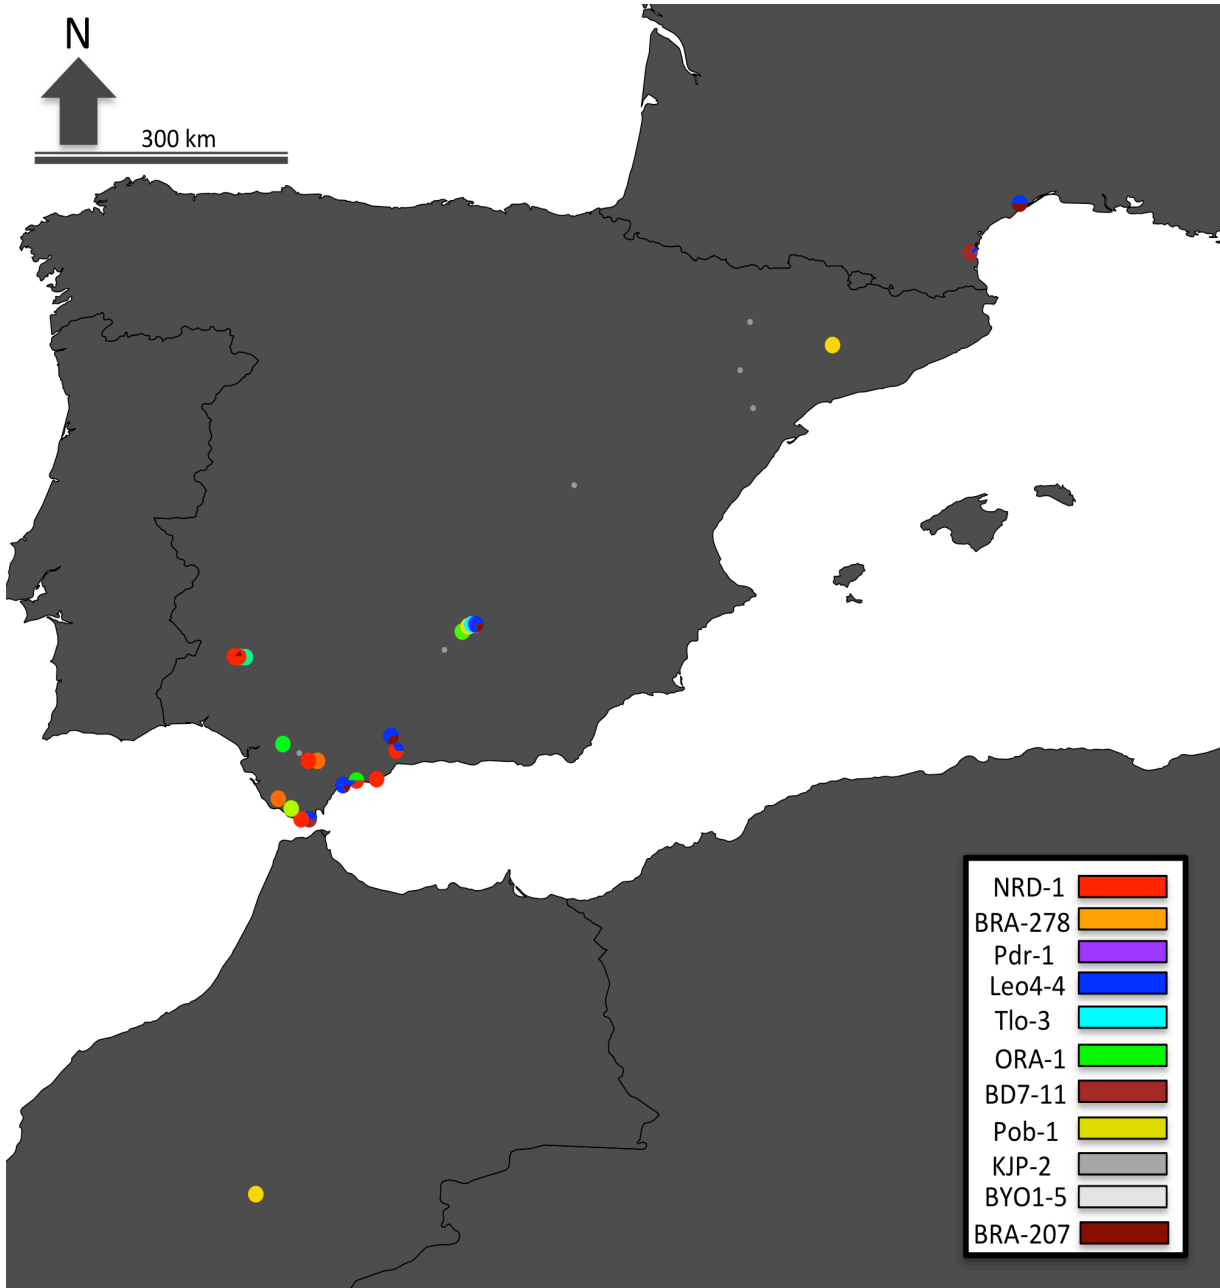 N
300 km
NRD-1
BRA-278
Pdr-1
Leo4-4
Tlo-3
ORA-1
BD7-11
Pob-1
KJP-2
BYO1-5
BRA-207